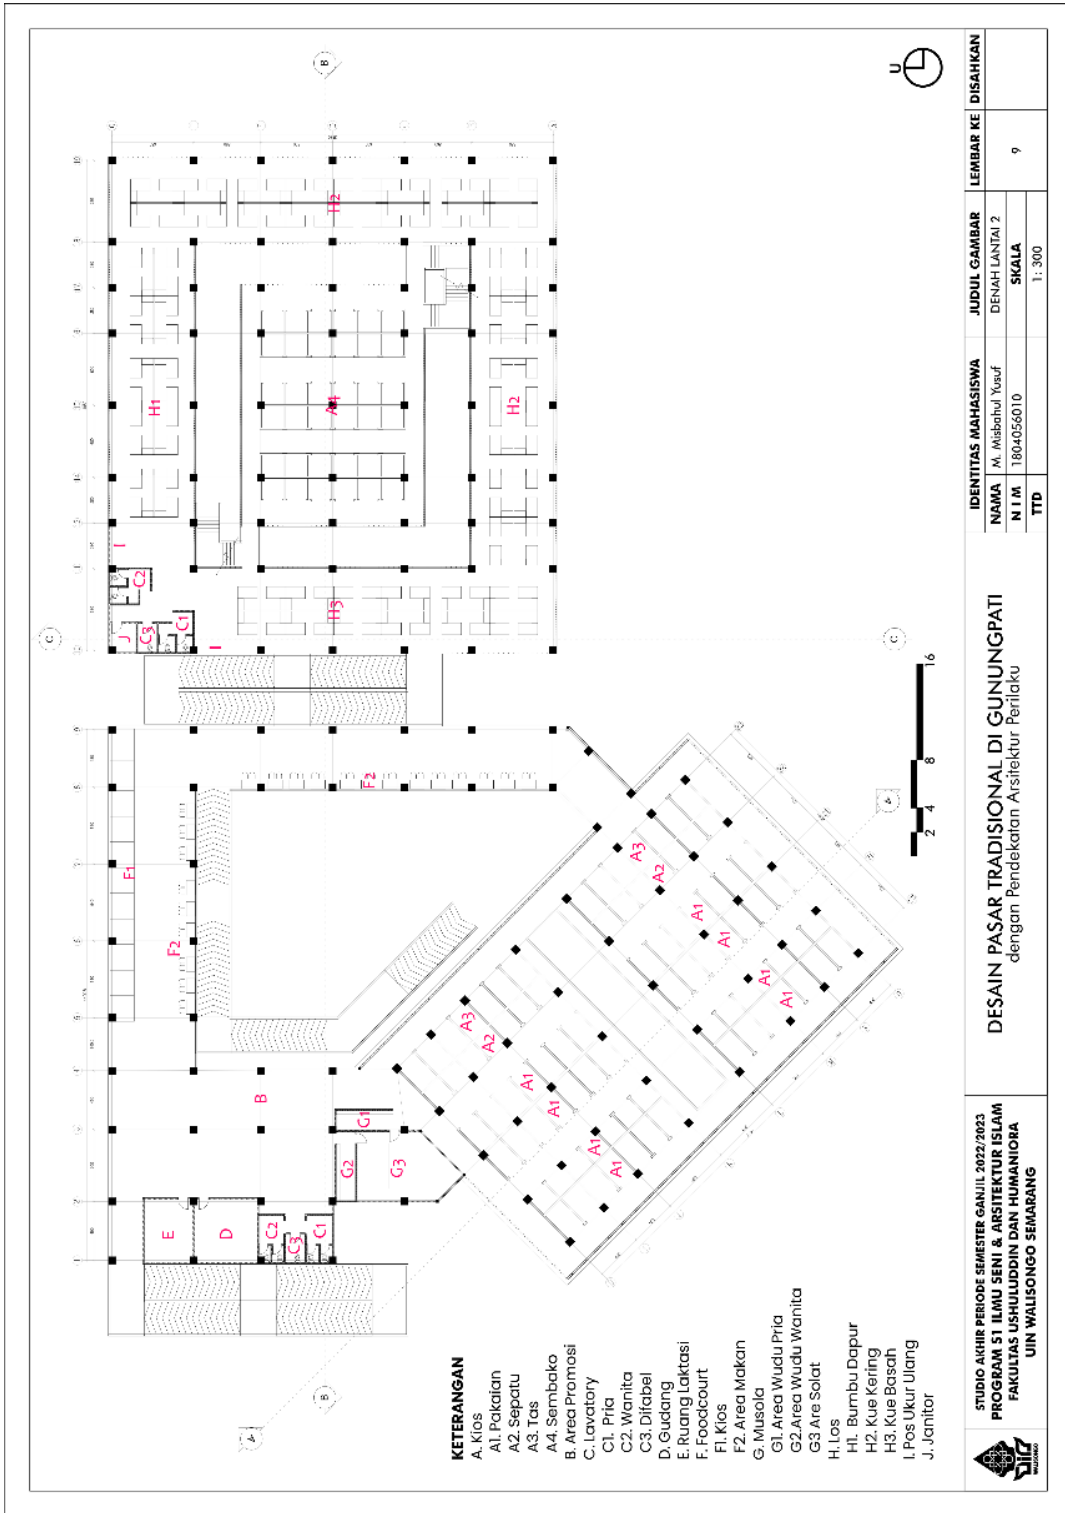 KETERANGAN
A. Kios
A1. Pakaian
A2. Sepatu
A3. Tas
A4. Sembako
B. Area Promosi
C. Lavatory
C1. Pria
C2. Wanita
C3. Difabel
D. Gudang
E. Ruang Laktasi
F. Foodcourt
F1. Kios
F2. Area Makan
G. Musola
G1. Area Wudu Pria
G2.Area Wudu Wanita
G3 Are Solat
H. Los
H1. Bumbu Dapur
H2. Kue Kering
H3. Kue Basah
I. Pos Ukur Ulang
J. Janitor
E
D
C2
C3
C1
G2
G1
G3
B
F2
F1
F2
A3
A2
A1
A1
A1
A1
A3
A2
A1
A1
A1
A1
J
C3
C1
C2
I
I
H3
H1
A4
H2
H2
B
B
C
C
A
A
U
2
4
8
16
WALISONGO
STUDIO AKHIR PERIODE SEMESTER GANJIL 2022/2023
PROGRAM S1 ILMU SENI & ARSITEKTUR ISLAM
FAKULTAS USHULUDDIN DAN HUMANIORA
UIN WALISONGO SEMARANG
DESAIN PASAR TRADISIONAL DI GUNUNGPATI
dengan Pendekatan Arsitektur Perilaku
IDENTITAS MAHASISWA
NAMA M. Misbahul Yusuf
N I M 1804056010
TTD
JUDUL GAMBAR
DENAH LANTAI 2
SKALA
1 : 300
LEMBAR KE
9
DISAHKAN